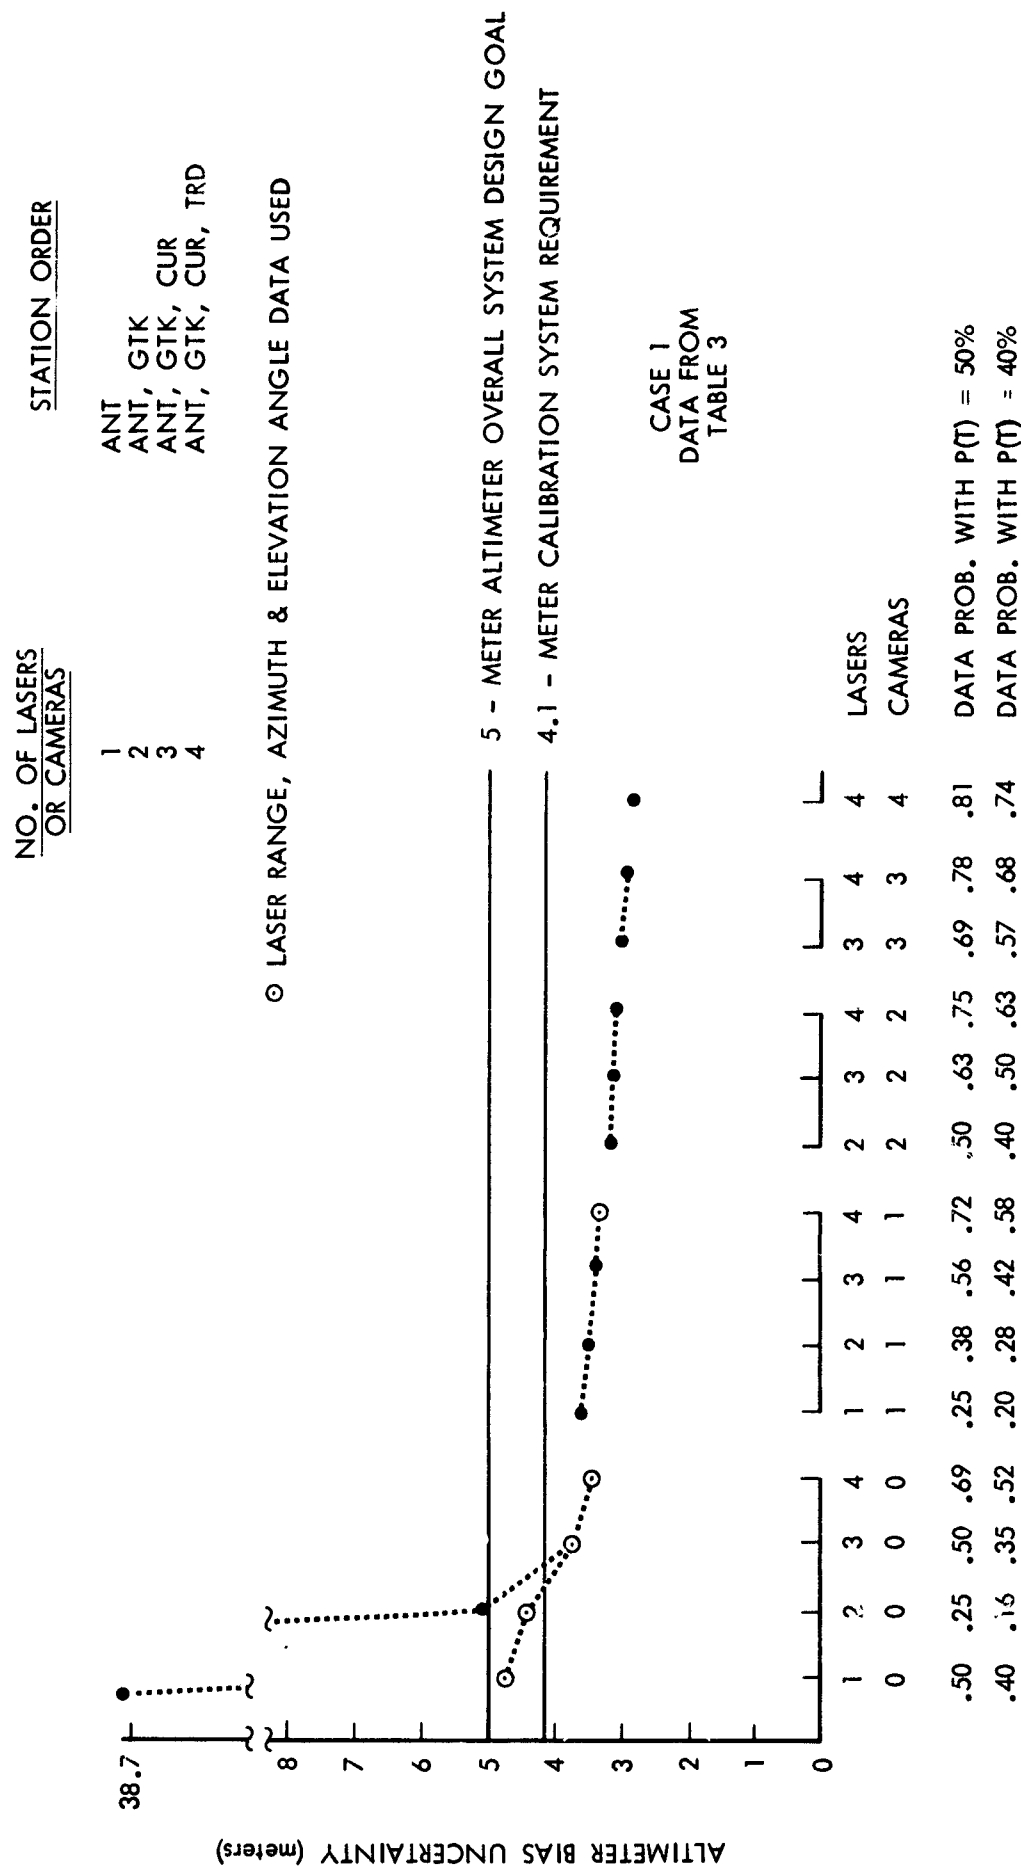 NO. OF LASERS
OR CAMERAS
STATION ORDER
1 ANT
2 ANT, GTK
3 ANT, GTK, CUR
4 ANT, GTK, CUR, TRD
⊙ LASER RANGE, AZIMUTH & ELEVATION ANGLE DATA USED
ALTIMETER BIAS UNCERTAINTY (meters)
38.7
8
7
6
5
4
3
2
1
0
5 - METER ALTIMETER OVERALL SYSTEM DESIGN GOAL
4.1 - METER CALIBRATION SYSTEM REQUIREMENT
CASE 1
DATA FROM
TABLE 3
1 2 3 4 1 2 3 4 2 3 4 3 4 4 LASERS
0 0 0 0 1 1 1 1 2 2 2 3 3 4 CAMERAS
.50 .25 .50 .69 .25 .38 .56 .72 .50 .63 .75 .69 .78 .81 DATA PROB. WITH P(T) = 50%
.40 .16 .35 .52 .20 .28 .42 .58 .40 .50 .63 .57 .68 .74 DATA PROB. WITH P(T) = 40%